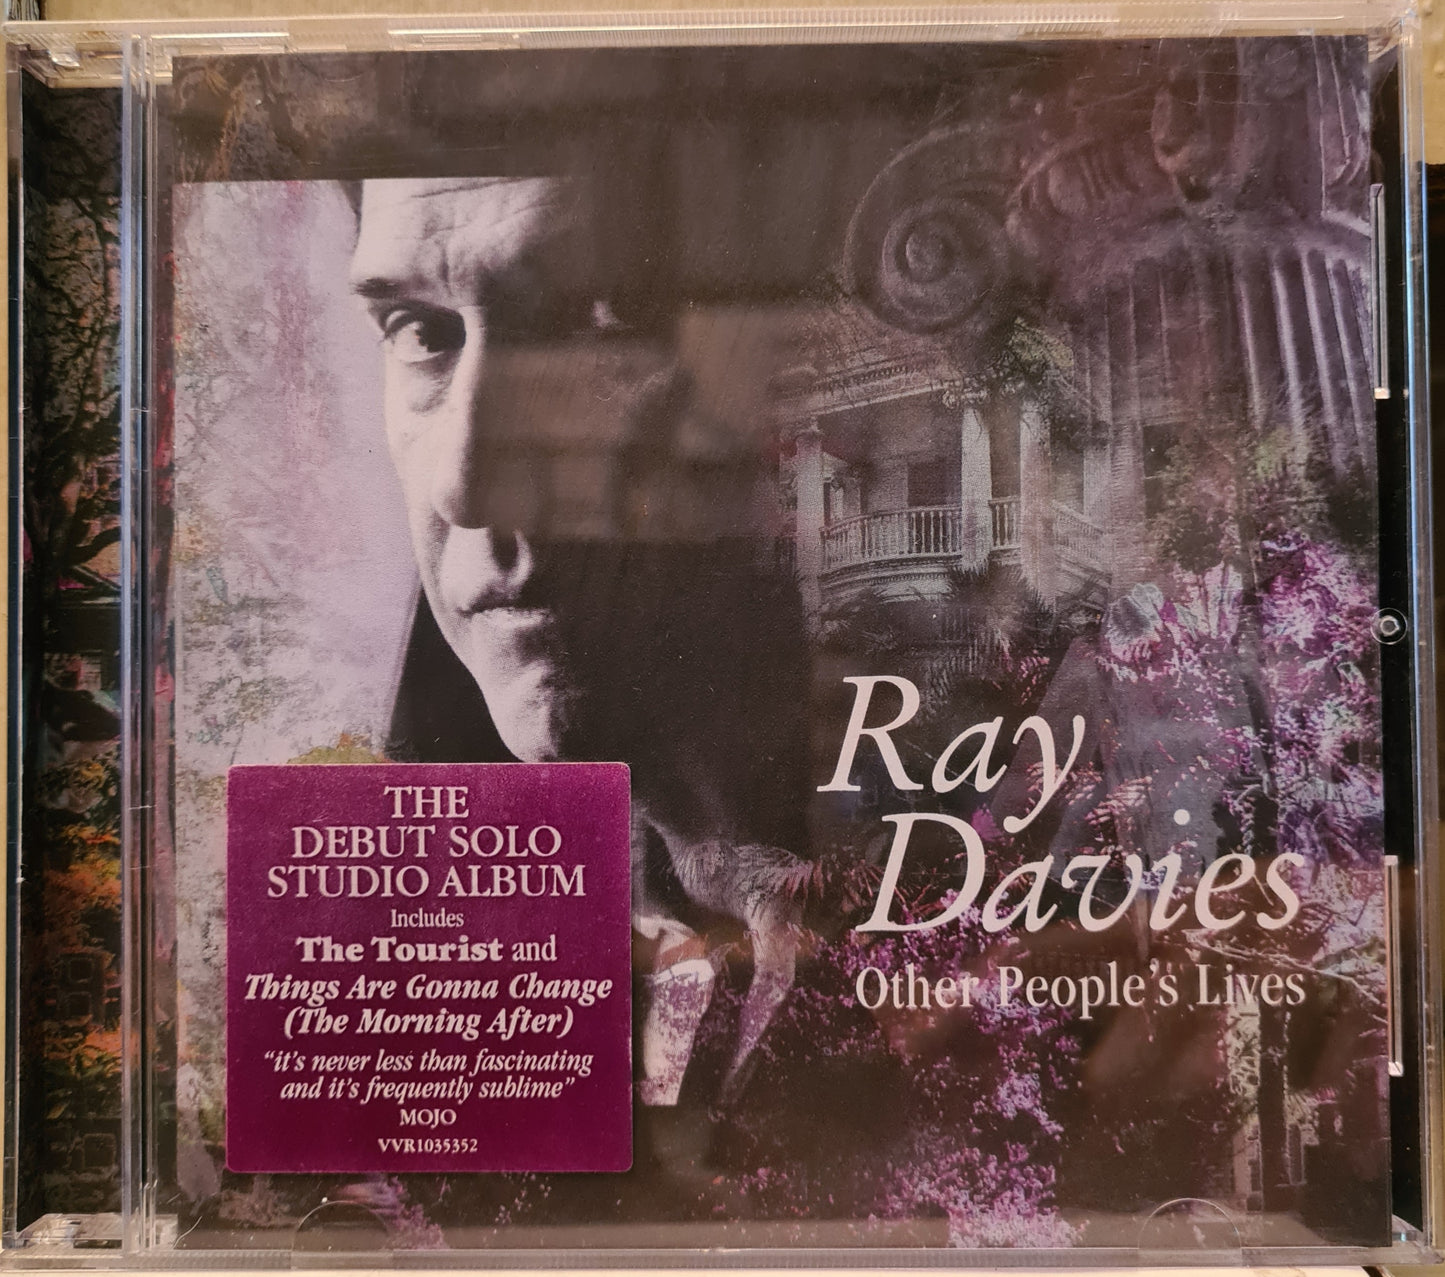 Ray
Davies
Other People's Lives
THE
DEBUT SOLO
STUDIO ALBUM
Includes
The Tourist and
Things Are Gonna Change
(The Morning After)
“it's never less than fascinating
and it's frequently sublime”
MOJO
VVR1035352